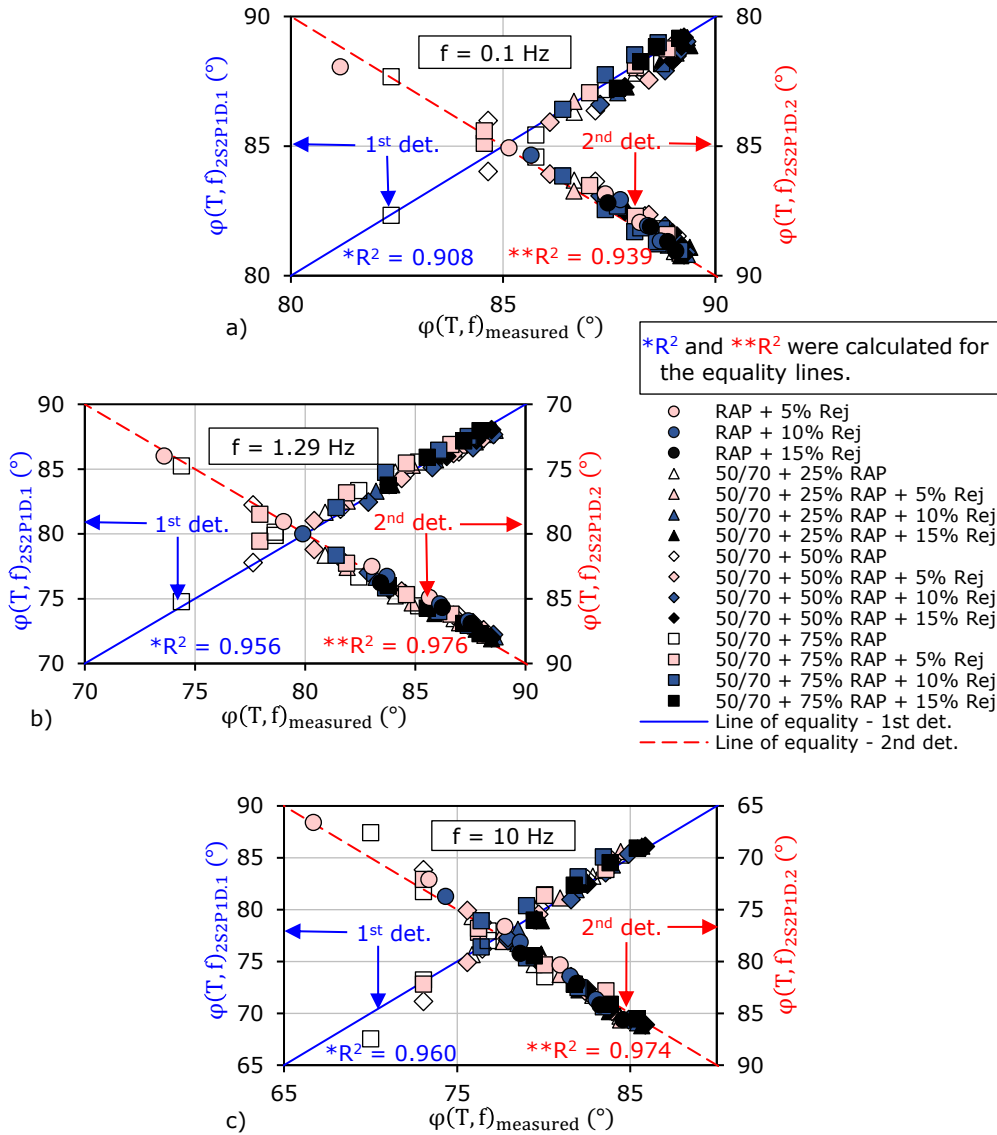 f = 0.1 Hz
90
85
80
φ(T, f)2S2P1D.1 (°)
1st det.
2nd det.
*R² = 0.908
**R² = 0.939
80
85
90
φ(T, f)2S2P1D.2 (°)
80
85
90
a)
φ(T, f)measured (°)
*R² and **R² were calculated for
the equality lines.
RAP + 5% Rej
RAP + 10% Rej
RAP + 15% Rej
50/70 + 25% RAP
50/70 + 25% RAP + 5% Rej
50/70 + 25% RAP + 10% Rej
50/70 + 25% RAP + 15% Rej
50/70 + 50% RAP
50/70 + 50% RAP + 5% Rej
50/70 + 50% RAP + 10% Rej
50/70 + 50% RAP + 15% Rej
50/70 + 75% RAP
50/70 + 75% RAP + 5% Rej
50/70 + 75% RAP + 10% Rej
50/70 + 75% RAP + 15% Rej
Line of equality - 1st det.
Line of equality - 2nd det.
f = 1.29 Hz
90
85
80
75
70
φ(T, f)2S2P1D.1 (°)
1st det.
2nd det.
*R² = 0.956
**R² = 0.976
70
75
80
85
90
φ(T, f)2S2P1D.2 (°)
70
75
80
85
90
b)
φ(T, f)measured (°)
f = 10 Hz
90
85
80
75
70
65
φ(T, f)2S2P1D.1 (°)
1st det.
2nd det.
*R² = 0.960
**R² = 0.974
65
70
75
80
85
90
φ(T, f)2S2P1D.2 (°)
65
75
85
c)
φ(T, f)measured (°)